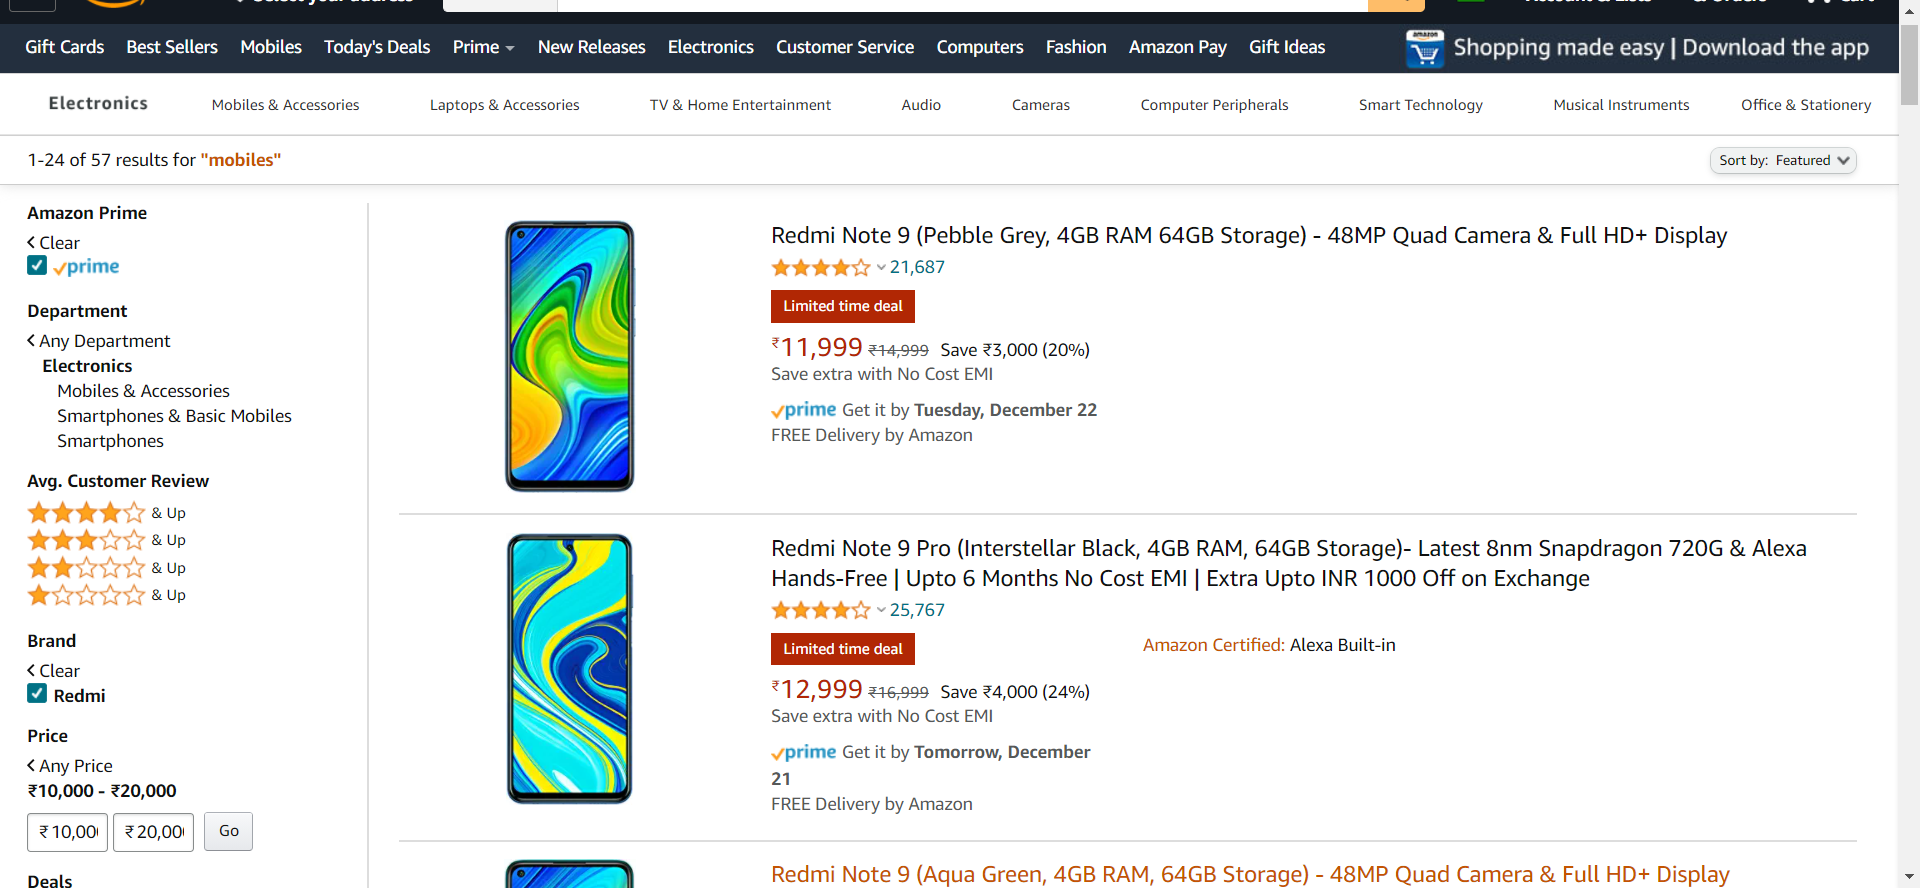 Gift Cards Best Sellers Mobiles Today's Deals Prime New Releases Electronics Customer Service Computers Fashion Amazon Pay Gift Ideas
amazon
Shopping made easy | Download the app
Electronics Mobiles & Accessories Laptops & Accessories TV & Home Entertainment Audio Cameras Computer Peripherals Smart Technology Musical Instruments Office & Stationery
1-24 of 57 results for "mobiles"
Sort by: Featured
Amazon Prime
Clear
prime
Department
Any Department
Electronics
Mobiles & Accessories
Smartphones & Basic Mobiles
Smartphones
Avg. Customer Review
& Up
& Up
& Up
& Up
Brand
Clear
Redmi
Price
Any Price
₹10,000 - ₹20,000
₹10,000 ₹20,000 Go
Deals
Redmi Note 9 (Pebble Grey, 4GB RAM 64GB Storage) - 48MP Quad Camera & Full HD+ Display
21,687
Limited time deal
₹11,999 ₹14,999 Save ₹3,000 (20%)
Save extra with No Cost EMI
prime Get it by Tuesday, December 22
FREE Delivery by Amazon
Redmi Note 9 Pro (Interstellar Black, 4GB RAM, 64GB Storage)- Latest 8nm Snapdragon 720G & Alexa
Hands-Free | Upto 6 Months No Cost EMI | Extra Upto INR 1000 Off on Exchange
25,767
Limited time deal
₹12,999 ₹16,999 Save ₹4,000 (24%)
Save extra with No Cost EMI
prime Get it by Tomorrow, December
21
FREE Delivery by Amazon
Amazon Certified: Alexa Built-in
Redmi Note 9 (Aqua Green, 4GB RAM, 64GB Storage) - 48MP Quad Camera & Full HD+ Display